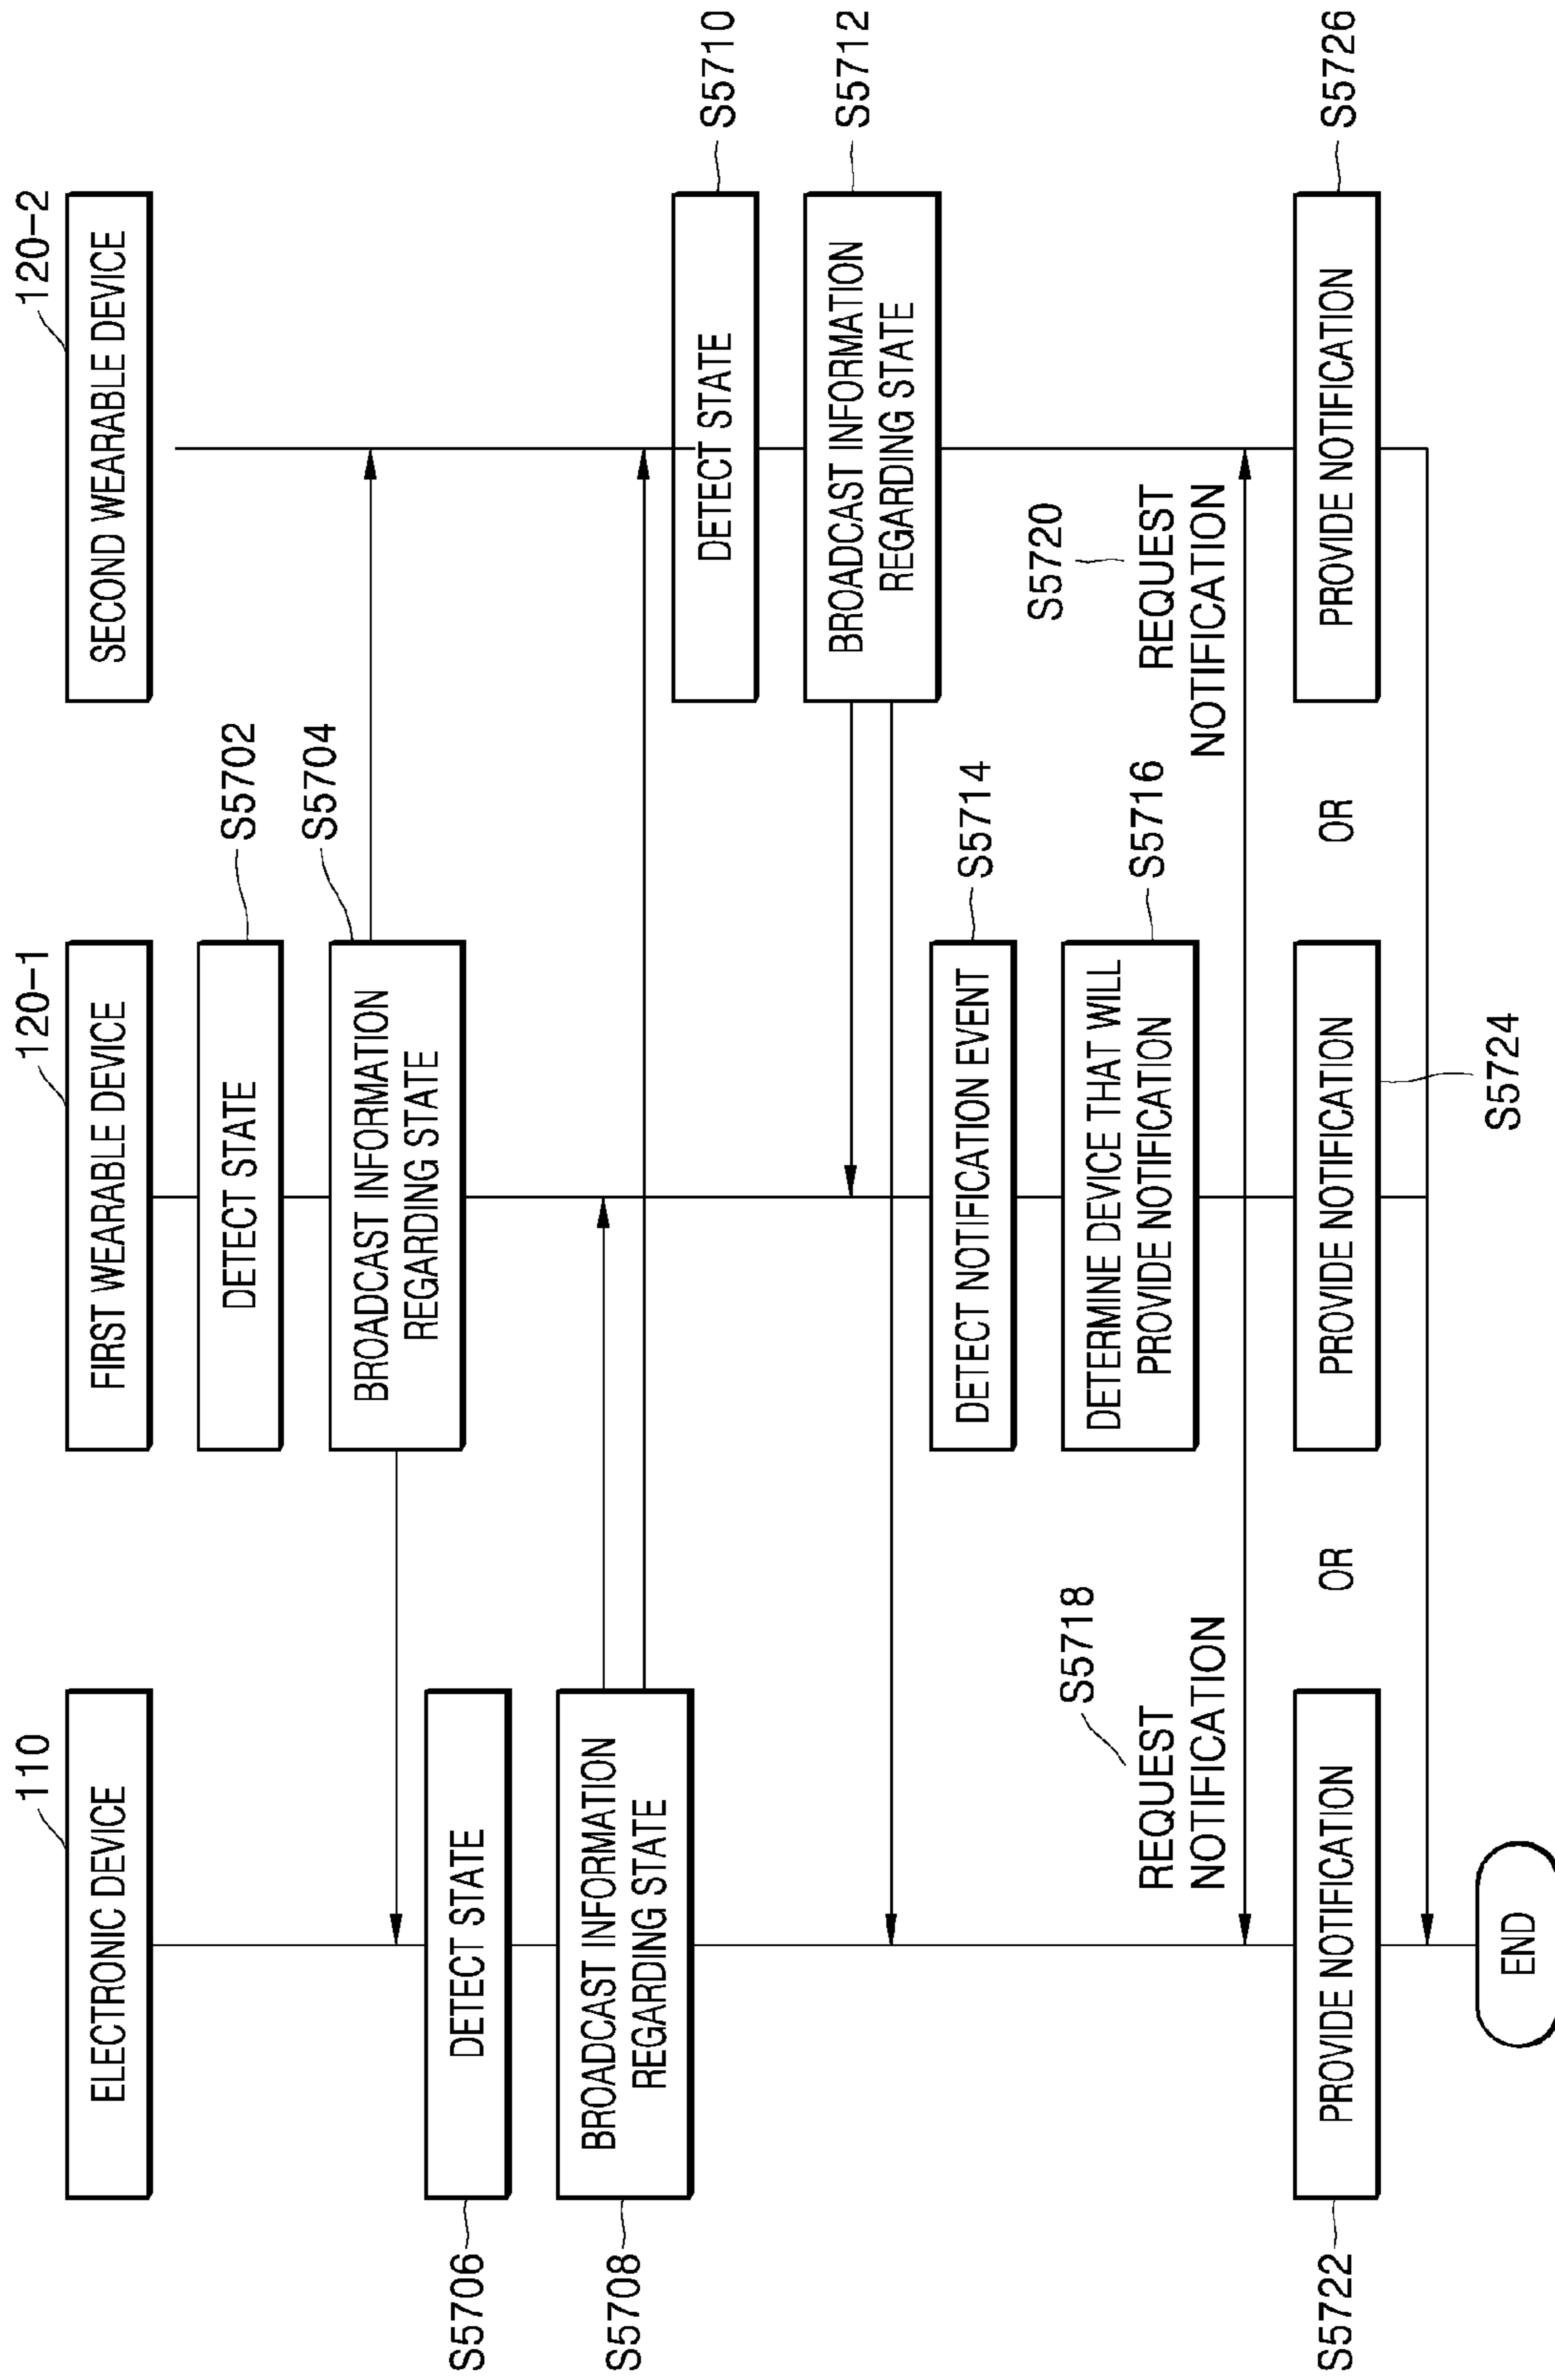 110
120-1
120-2
ELECTRONIC DEVICE
FIRST WEARABLE DEVICE
SECOND WEARABLE DEVICE
DETECT STATE
S5702
S5704
BROADCAST INFORMATION
REGARDING STATE
S5706
DETECT STATE
S5708
BROADCAST INFORMATION
REGARDING STATE
DETECT STATE
S5710
BROADCAST INFORMATION
REGARDING STATE
S5712
DETECT NOTIFICATION EVENT
S5714
DETERMINE DEVICE THAT WILL
PROVIDE NOTIFICATION
S5716
S5718
REQUEST
NOTIFICATION
S5720
REQUEST
NOTIFICATION
S5722
PROVIDE NOTIFICATION
OR
PROVIDE NOTIFICATION
OR
PROVIDE NOTIFICATION
S5726
S5724
END